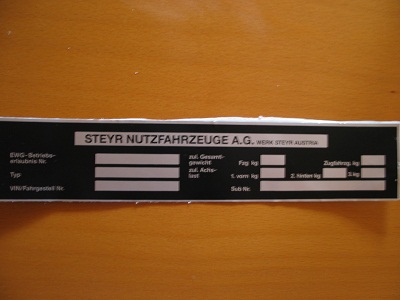 STEYR NUTZFAHRZEUGE A.G. WERK STEYR AUSTRIA
EWG-Betriebs-
erlaubnis Nr.
Typ
VIN/Fahrgestell Nr.
zul. Gesamt-
gewicht
zul. Achs-
last
Fzg kg
Zugfahrzg. kg
1. vorn kg
2. hinten kg
3. kg
Sub Nr.